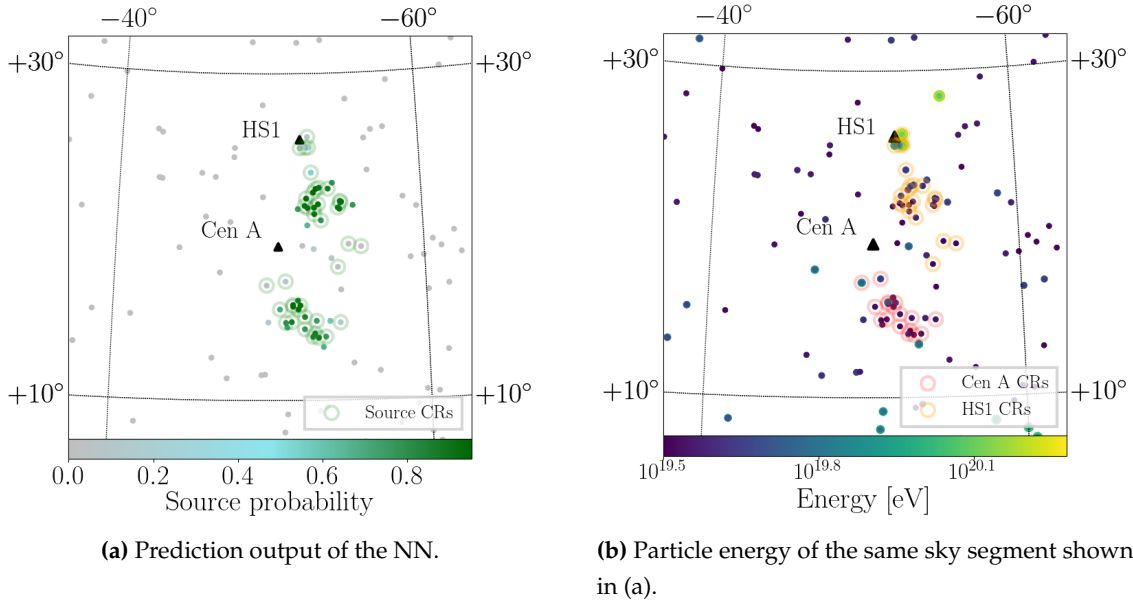 −40°
−60°
+30°
+30°
HS1
Cen A
+10°
+10°
Source CRs
0.0
0.2
0.4
0.6
0.8
Source probability
(a) Prediction output of the NN.
−40°
−60°
+30°
+30°
HS1
Cen A
+10°
+10°
Cen A CRs
HS1 CRs
10^19.5
10^19.8
10^20.1
Energy [eV]
(b) Particle energy of the same sky segment shown
in (a).